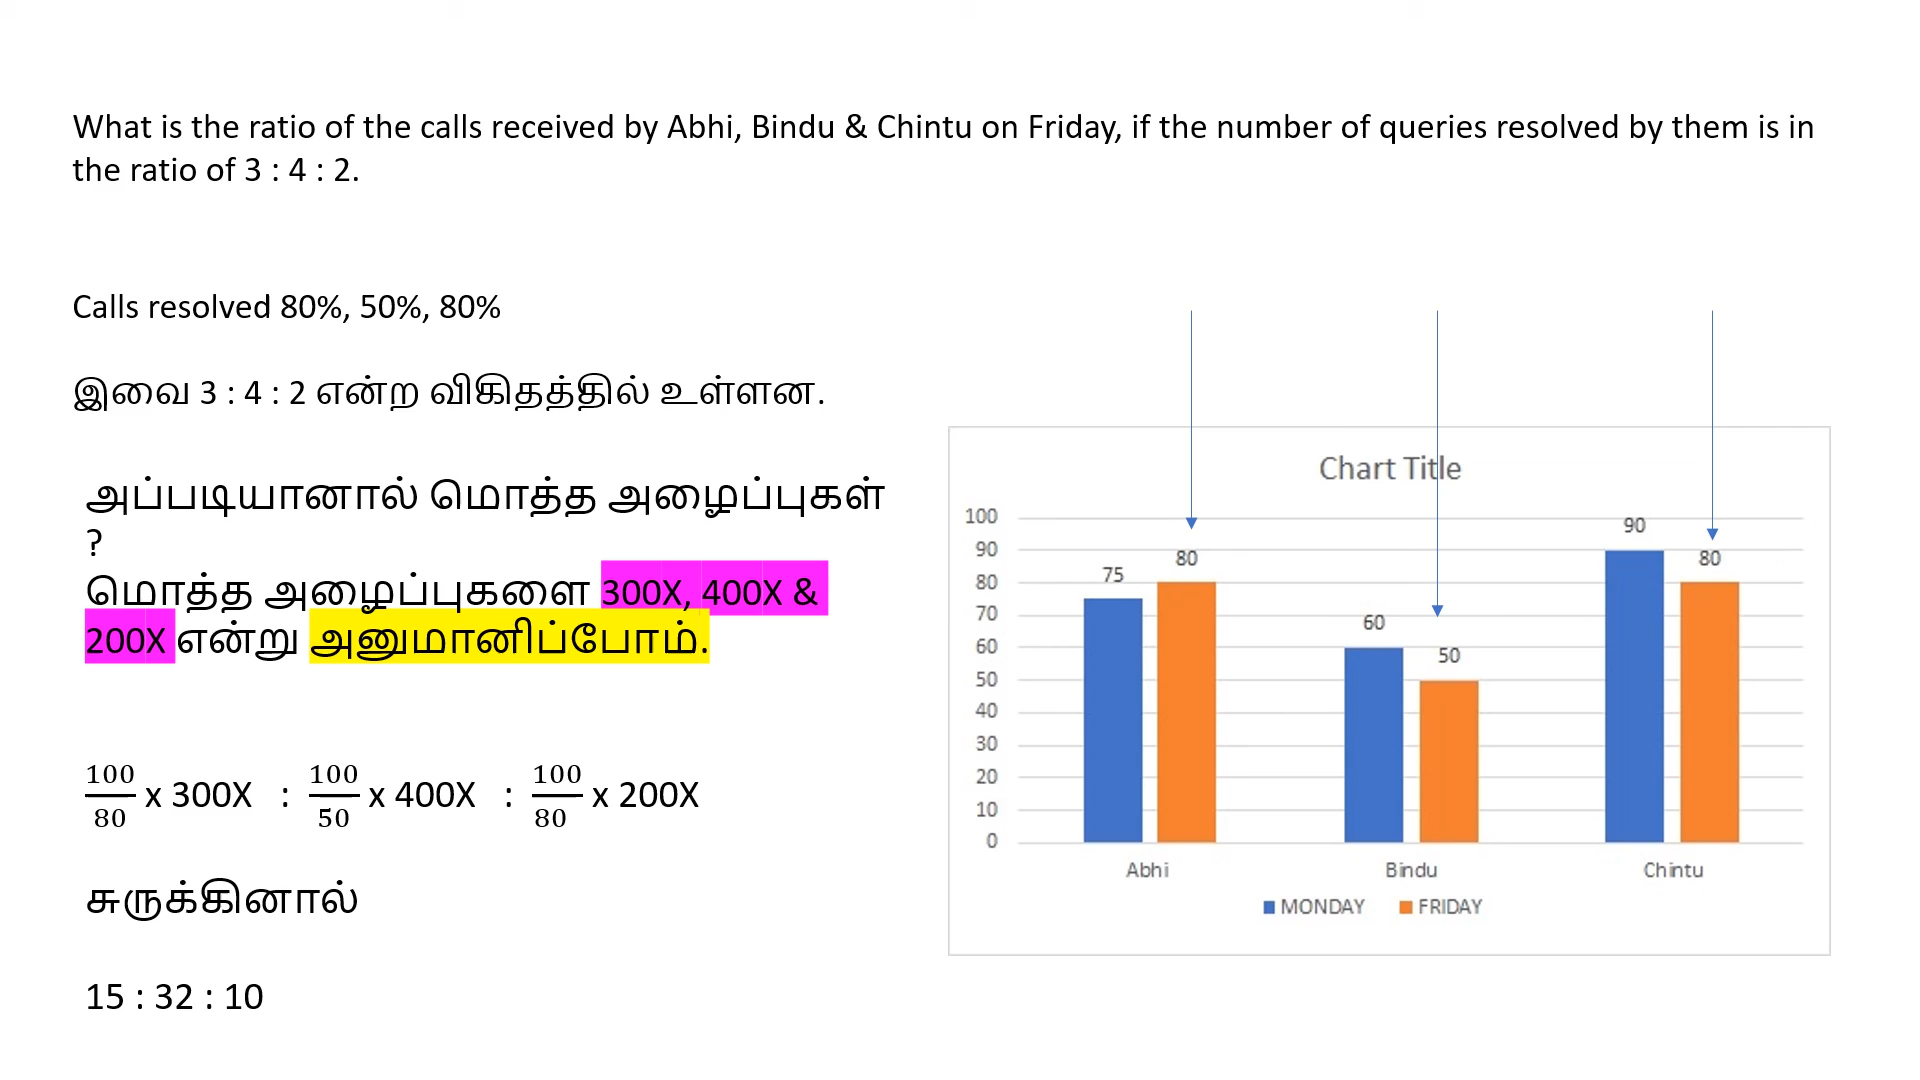 What is the ratio of the calls received by Abhi, Bindu & Chintu on Friday, if the number of queries resolved by them is in
the ratio of 3 : 4 : 2.
Calls resolved 80%, 50%, 80%
இவை 3 : 4 : 2 என்ற விகிதத்தில் உள்ளன.
அப்படியானால் மொத்த அழைப்புகள்
?
மொத்த அழைப்புகளை 300X, 400X &
200X என்று அனுமானிப்போம்.
100/80 x 300X : 100/50 x 400X : 100/80 x 200X
சுருக்கினால்
15 : 32 : 10
Chart Title
100
90
80
70
60
50
40
30
20
10
0
75
80
60
50
90
80
Abhi Bindu Chintu
MONDAY FRIDAY